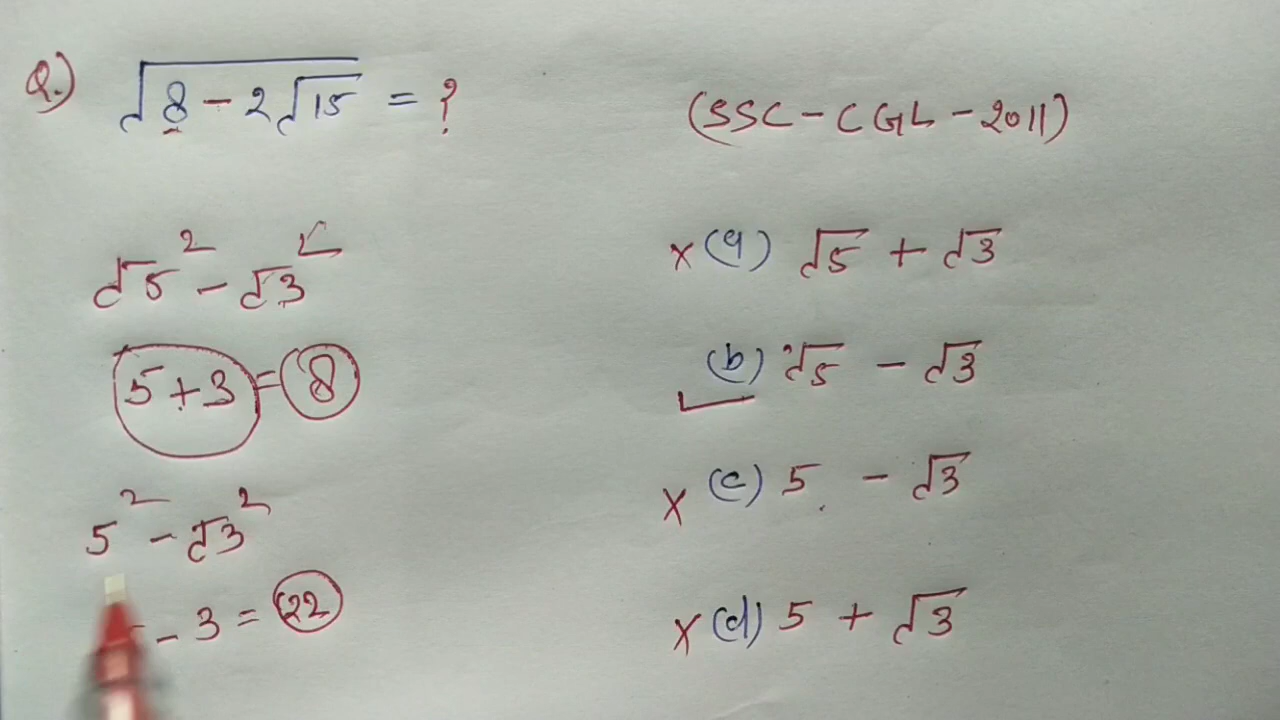 Q.) √(8 - 2√15) = ?
(SSC - CGL - 2011)
√5² - √3²
5 + 3 = 8
5² - √3²
- 3 = 22
× (a) √5 + √3
(b) √5 - √3
× (c) 5 - √3
× (d) 5 + √3